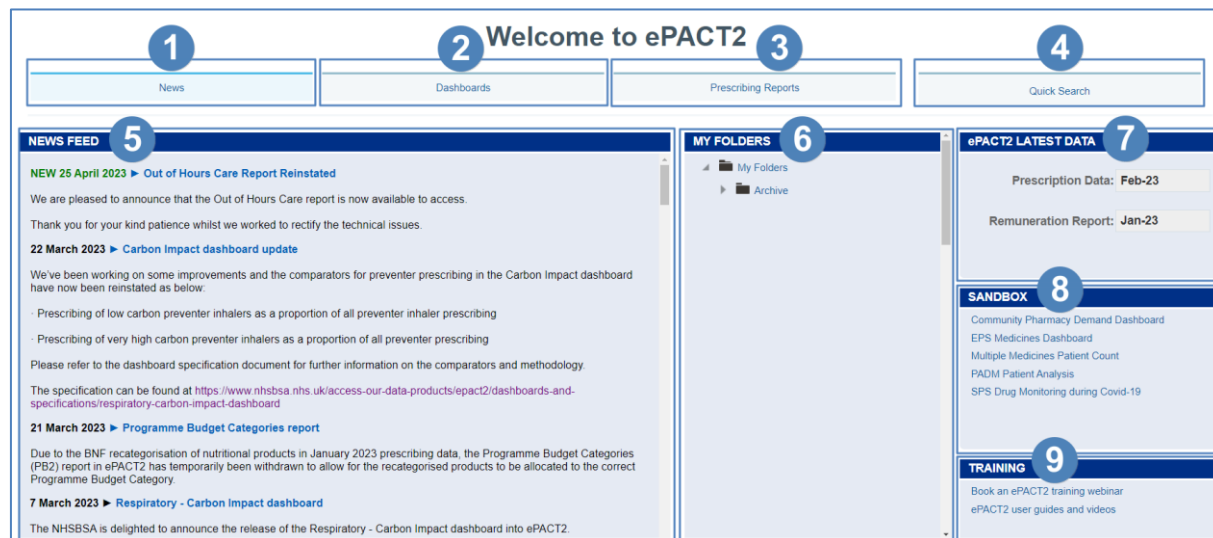 Welcome to ePACT2
1
2
3
4
News
Dashboards
Prescribing Reports
Quick Search
NEWS FEED
5
NEW 25 April 2023 ► Out of Hours Care Report Reinstated
We are pleased to announce that the Out of Hours Care report is now available to access.
Thank you for your kind patience whilst we worked to rectify the technical issues.
22 March 2023 ► Carbon Impact dashboard update
We've been working on some improvements and the comparators for preventer prescribing in the Carbon Impact dashboard
have now been reinstated as below:
· Prescribing of low carbon preventer inhalers as a proportion of all preventer inhaler prescribing
· Prescribing of very high carbon preventer inhalers as a proportion of all preventer prescribing
Please refer to the dashboard specification document for further information on the comparators and methodology.
The specification can be found at https://www.nhsbsa.nhs.uk/access-our-data-products/epact2/dashboards-and-
specifications/respiratory-carbon-impact-dashboard
21 March 2023 ► Programme Budget Categories report
Due to the BNF recategorisation of nutritional products in January 2023 prescribing data, the Programme Budget Categories
(PB2) report in ePACT2 has temporarily been withdrawn to allow for the recategorised products to be allocated to the correct
Programme Budget Category.
7 March 2023 ► Respiratory - Carbon Impact dashboard
The NHSBSA is delighted to announce the release of the Respiratory - Carbon Impact dashboard into ePACT2.
MY FOLDERS
6
My Folders
Archive
ePACT2 LATEST DATA
7
Prescription Data: Feb-23
Remuneration Report: Jan-23
SANDBOX
8
Community Pharmacy Demand Dashboard
EPS Medicines Dashboard
Multiple Medicines Patient Count
PADM Patient Analysis
SPS Drug Monitoring during Covid-19
TRAINING
9
Book an ePACT2 training webinar
ePACT2 user guides and videos